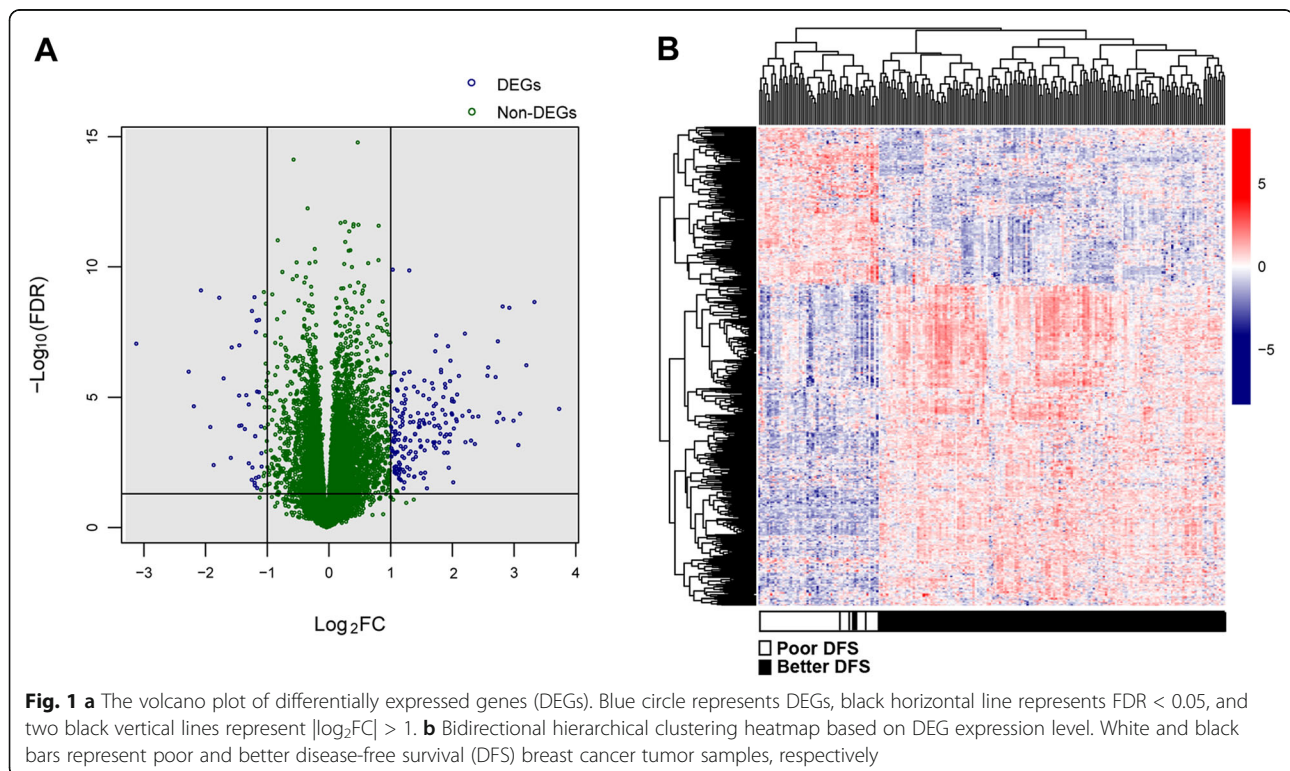 A
DEGs
Non-DEGs
15
10
5
0
-Log₁₀(FDR)
-3 -2 -1 0 1 2 3 4
Log₂FC
B
5
0
-5
Poor DFS
Better DFS
Fig. 1 a The volcano plot of differentially expressed genes (DEGs). Blue circle represents DEGs, black horizontal line represents FDR < 0.05, and
two black vertical lines represent |log₂FC| > 1. b Bidirectional hierarchical clustering heatmap based on DEG expression level. White and black
bars represent poor and better disease-free survival (DFS) breast cancer tumor samples, respectively